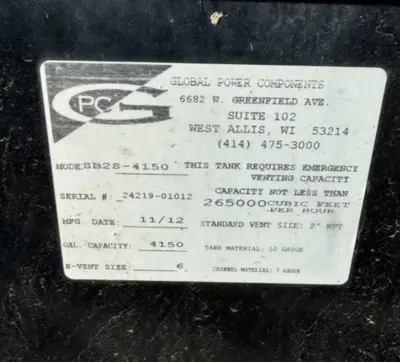 GPC
GLOBAL POWER COMPONENTS
6682 W. GREENFIELD AVE.
SUITE 102
WEST ALLIS, WI 53214
(414) 475-3000
MODEL SB2S-4150
SERIAL #: 24219-01012
MFG. DATE: 11/12
GAL. CAPACITY: 4150
E-VENT SIZE: 6
THIS TANK REQUIRES EMERGENCY
VENTING CAPACITY
CAPACITY NOT LESS THAN
265000 CUBIC FEET
PER HOUR
STANDARD VENT SIZE: 2" NPT
TANK MATERIAL: 10 GAUGE
CHANNEL MATERIAL: 7 GAUGE